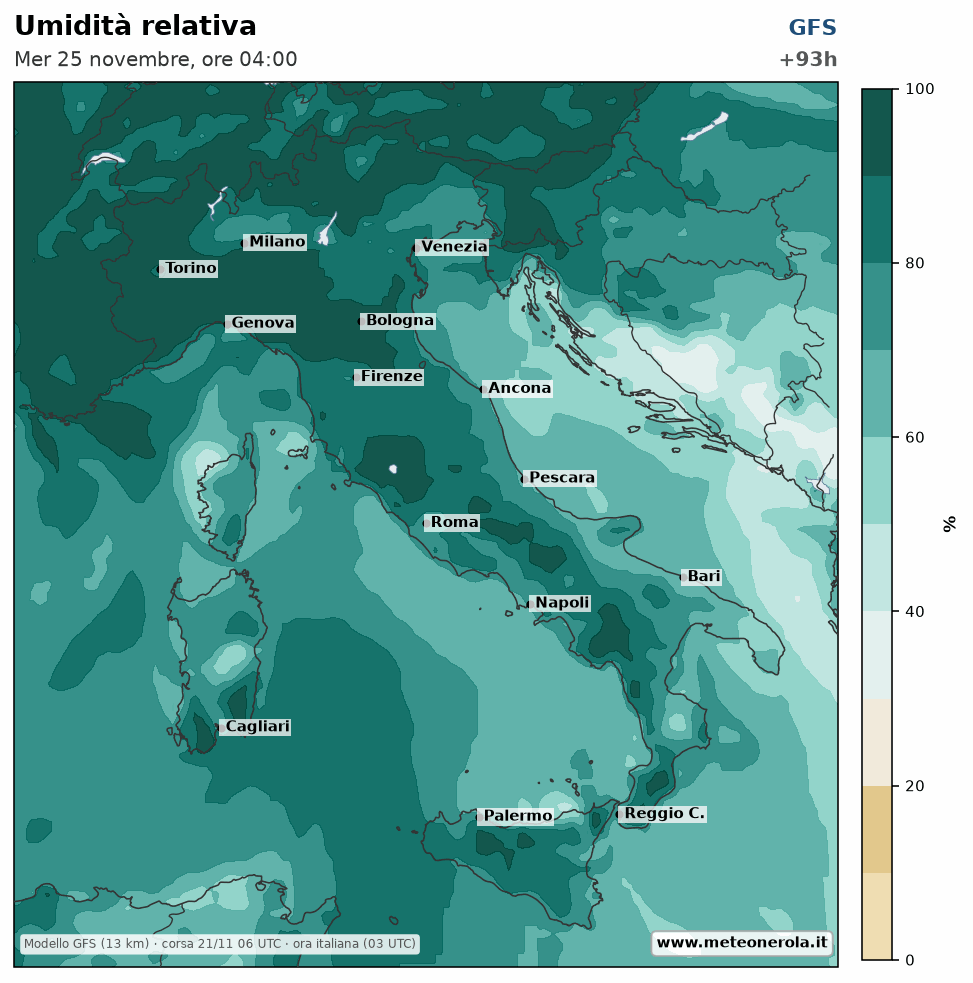 Umidità relativa
GFS
Mer 25 novembre, ore 04:00
+93h
100
80
60
40
20
0
%
Milano
Venezia
Torino
Genova
Bologna
Firenze
Ancona
Pescara
Roma
Bari
Napoli
Cagliari
Palermo
Reggio C.
Modello GFS (13 km) · corsa 21/11 06 UTC · ora italiana (03 UTC)
www.meteonerola.it